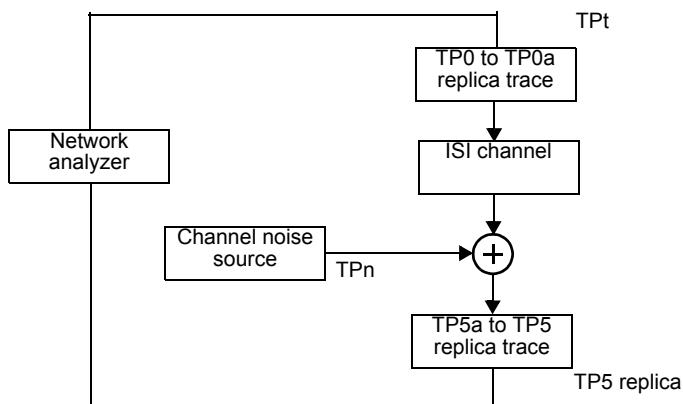 TPt
TP0 to TP0a
replica trace
Network
analyzer
ISI channel
Channel noise
source
TPn
+
TP5a to TP5
replica trace
TP5 replica